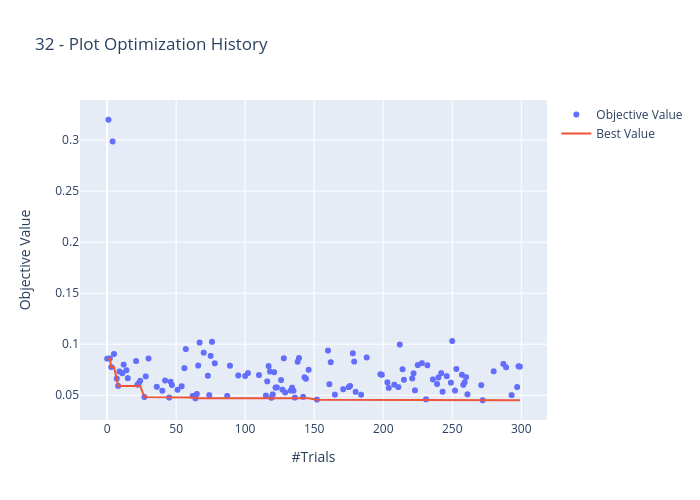 32 - Plot Optimization History
Objective Value
Best Value
0.3
0.25
0.2
0.15
0.1
0.05
Objective Value
0
50
100
150
200
250
300
#Trials